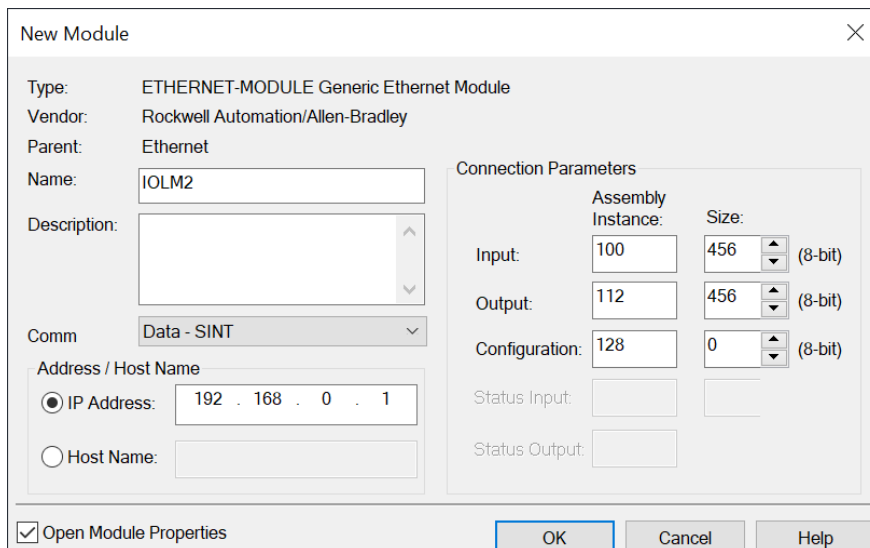 New Module
Type: ETHERNET-MODULE Generic Ethernet Module
Vendor: Rockwell Automation/Allen-Bradley
Parent: Ethernet
Name: IOLM2
Description:
Comm Data - SINT
Address / Host Name
IP Address: 192 . 168 . 0 . 1
Host Name:
Connection Parameters
Assembly
Instance: Size:
Input: 100 456 (8-bit)
Output: 112 456 (8-bit)
Configuration: 128 0 (8-bit)
Status Input:
Status Output:
Open Module Properties
OK Cancel Help